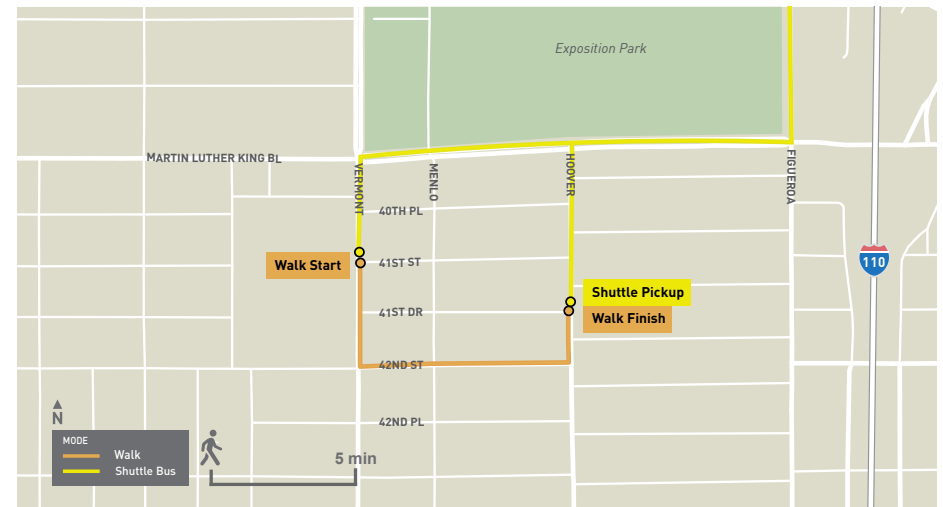 Exposition Park
MARTIN LUTHER KING BL
VERMONT
MENLO
HOOVER
FIGUEROA
40TH PL
Walk Start
41ST ST
110
Shuttle Pickup
41ST DR
Walk Finish
42ND ST
N
42ND PL
MODE
Walk
Shuttle Bus
5 min